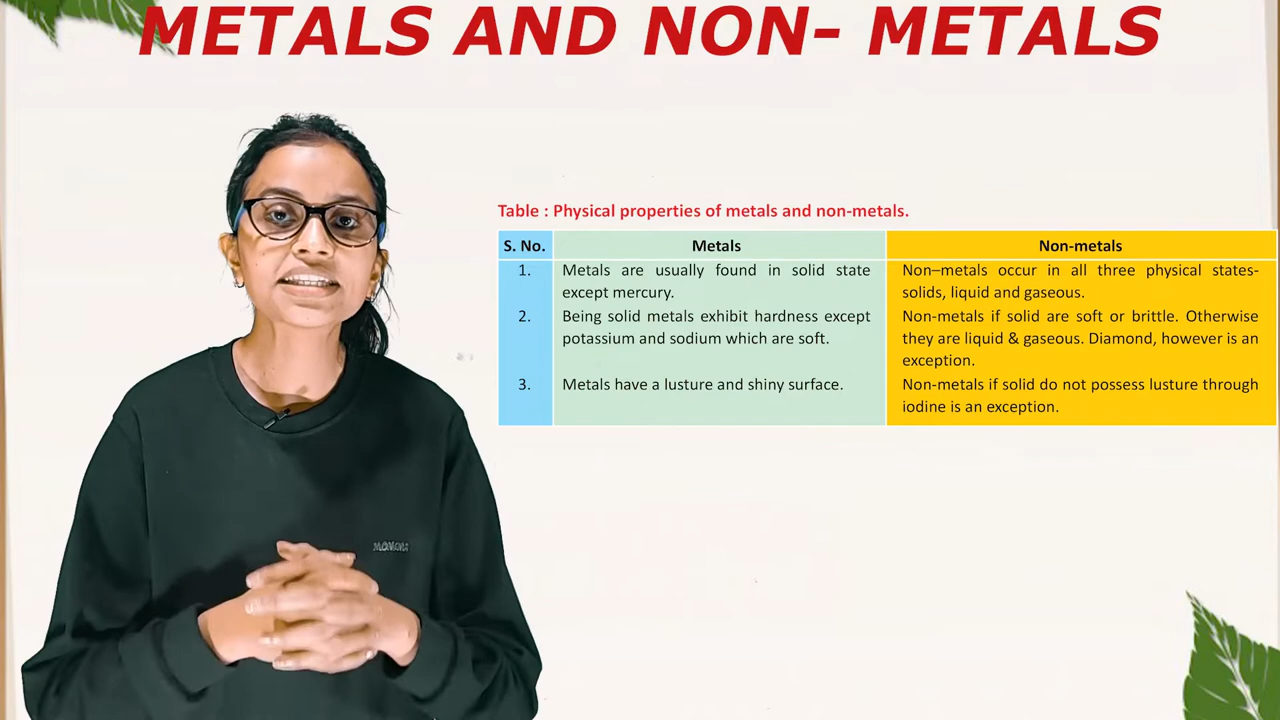 METALS AND NON- METALS
Table : Physical properties of metals and non-metals.
S. No. Metals Non-metals
1. Metals are usually found in solid state Non–metals occur in all three physical states-
except mercury. solids, liquid and gaseous.
2. Being solid metals exhibit hardness except Non-metals if solid are soft or brittle. Otherwise
potassium and sodium which are soft. they are liquid & gaseous. Diamond, however is an
exception.
3. Metals have a lusture and shiny surface. Non-metals if solid do not possess lusture through
iodine is an exception.